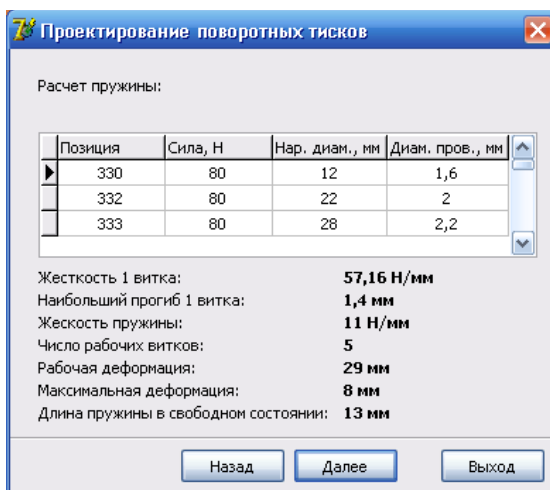 Проектирование поворотных тисков
Расчет пружины:
Позиция Сила, Н Нар. диам., мм Диам. пров., мм
330 80 12 1,6
332 80 22 2
333 80 28 2,2
Жесткость 1 витка: 57,16 Н/мм
Наибольший прогиб 1 витка: 1,4 мм
Жескость пружины: 11 Н/мм
Число рабочих витков: 5
Рабочая деформация: 29 мм
Максимальная деформация: 8 мм
Длина пружины в свободном состоянии: 13 мм
Назад Далее Выход